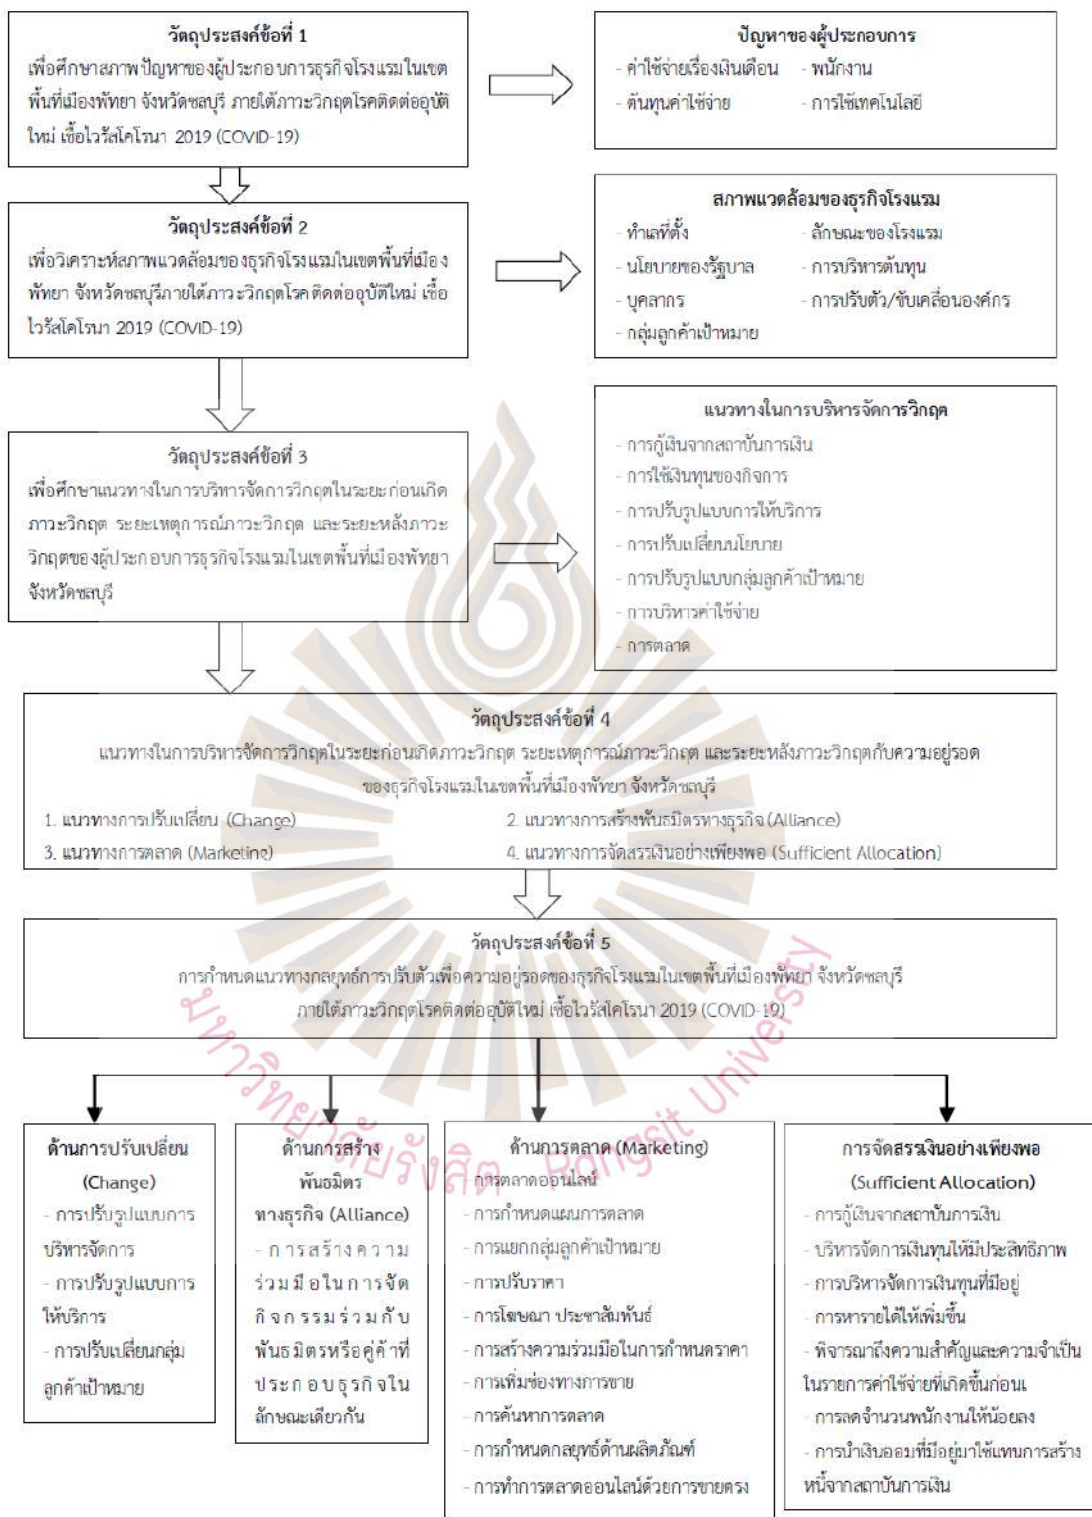 วัตถุประสงค์ข้อที่ 1
เพื่อศึกษาสภาพปัญหาของผู้ประกอบการธุรกิจโรงแรมในเขต
พื้นที่เมืองพัทยา จังหวัดชลบุรี ภายใต้ภาวะวิกฤตโรคติดต่ออุบัติ
ใหม่ เชื้อไวรัสโคโรนา 2019 (COVID-19)
ปัญหาของผู้ประกอบการ
- ค่าใช้จ่ายเรื่องเงินเดือน - พนักงาน
- ต้นทุนค่าใช้จ่าย - การใช้เทคโนโลยี
วัตถุประสงค์ข้อที่ 2
เพื่อวิเคราะห์สภาพแวดล้อมของธุรกิจโรงแรมในเขตพื้นที่เมือง
พัทยา จังหวัดชลบุรีภายใต้ภาวะวิกฤตโรคติดต่ออุบัติใหม่ เชื้อ
ไวรัสโคโรนา 2019 (COVID-19)
สภาพแวดล้อมของธุรกิจโรงแรม
- ทำเลที่ตั้ง - ลักษณะของโรงแรม
- นโยบายของรัฐบาล - การบริหารต้นทุน
- บุคลากร - การปรับตัว/ขับเคลื่อนองค์กร
- กลุ่มลูกค้าเป้าหมาย
วัตถุประสงค์ข้อที่ 3
เพื่อศึกษาแนวทางในการบริหารจัดการวิกฤตในระยะก่อนเกิด
ภาวะวิกฤต ระยะเหตุการณ์ภาวะวิกฤต และระยะหลังภาวะ
วิกฤตของผู้ประกอบการธุรกิจโรงแรมในเขตพื้นที่เมืองพัทยา
จังหวัดชลบุรี
แนวทางในการบริหารจัดการวิกฤต
- การกู้เงินจากสถาบันการเงิน
- การใช้เงินทุนของกิจการ
- การปรับรูปแบบการให้บริการ
- การปรับเปลี่ยนนโยบาย
- การปรับรูปแบบกลุ่มลูกค้าเป้าหมาย
- การบริหารค่าใช้จ่าย
- การตลาด
วัตถุประสงค์ข้อที่ 4
แนวทางในการบริหารจัดการวิกฤตในระยะก่อนเกิดภาวะวิกฤต ระยะเหตุการณ์ภาวะวิกฤต และระยะหลังภาวะวิกฤตกับความอยู่รอด
ของธุรกิจโรงแรมในเขตพื้นที่เมืองพัทยา จังหวัดชลบุรี
1. แนวทางการปรับเปลี่ยน (Change) 2. แนวทางการสร้างพันธมิตรทางธุรกิจ (Alliance)
3. แนวทางการตลาด (Marketing) 4. แนวทางการจัดสรรเงินอย่างเพียงพอ (Sufficient Allocation)
วัตถุประสงค์ข้อที่ 5
การกำหนดแนวทางกลยุทธ์การปรับตัวเพื่อความอยู่รอดของธุรกิจโรงแรมในเขตพื้นที่เมืองพัทยา จังหวัดชลบุรี
ภายใต้ภาวะวิกฤตโรคติดต่ออุบัติใหม่ เชื้อไวรัสโคโรนา 2019 (COVID-19)
มหาวิทยาลัยรังสิต Rangsit University
ด้านการปรับเปลี่ยน
(Change)
- การปรับรูปแบบการ
บริหารจัดการ
- การปรับรูปแบบการ
ให้บริการ
- การปรับเปลี่ยนกลุ่ม
ลูกค้าเป้าหมาย
ด้านการสร้าง
พันธมิตร
ทางธุรกิจ (Alliance)
- การสร้างความ
ร่วมมือในการจัด
กิจกรรมร่วมกับ
พันธมิตรหรือคู่ค้าที่
ประกอบธุรกิจใน
ลักษณะเดียวกัน
ด้านการตลาด (Marketing)
- การตลาดออนไลน์
- การกำหนดแผนการตลาด
- การแยกกลุ่มลูกค้าเป้าหมาย
- การปรับราคา
- การโฆษณา ประชาสัมพันธ์
- การสร้างความร่วมมือในการกำหนดราคา
- การเพิ่มช่องทางการขาย
- การค้นหาการตลาด
- การกำหนดกลยุทธ์ด้านผลิตภัณฑ์
- การทำการตลาดออนไลน์ด้วยการขายตรง
การจัดสรรเงินอย่างเพียงพอ
(Sufficient Allocation)
- การกู้เงินจากสถาบันการเงิน
- บริหารจัดการเงินทุนให้มีประสิทธิภาพ
- การบริหารจัดการเงินทุนที่มีอยู่
- การหารายได้ให้เพิ่มขึ้น
- พิจารณาถึงความสำคัญและความจำเป็น
ในรายการค่าใช้จ่ายที่เกิดขึ้นก่อนเ
- การลดจำนวนพนักงานให้น้อยลง
- การนำเงินออมที่มีอยู่มาใช้แทนการสร้าง
หนี้จากสถาบันการเงิน